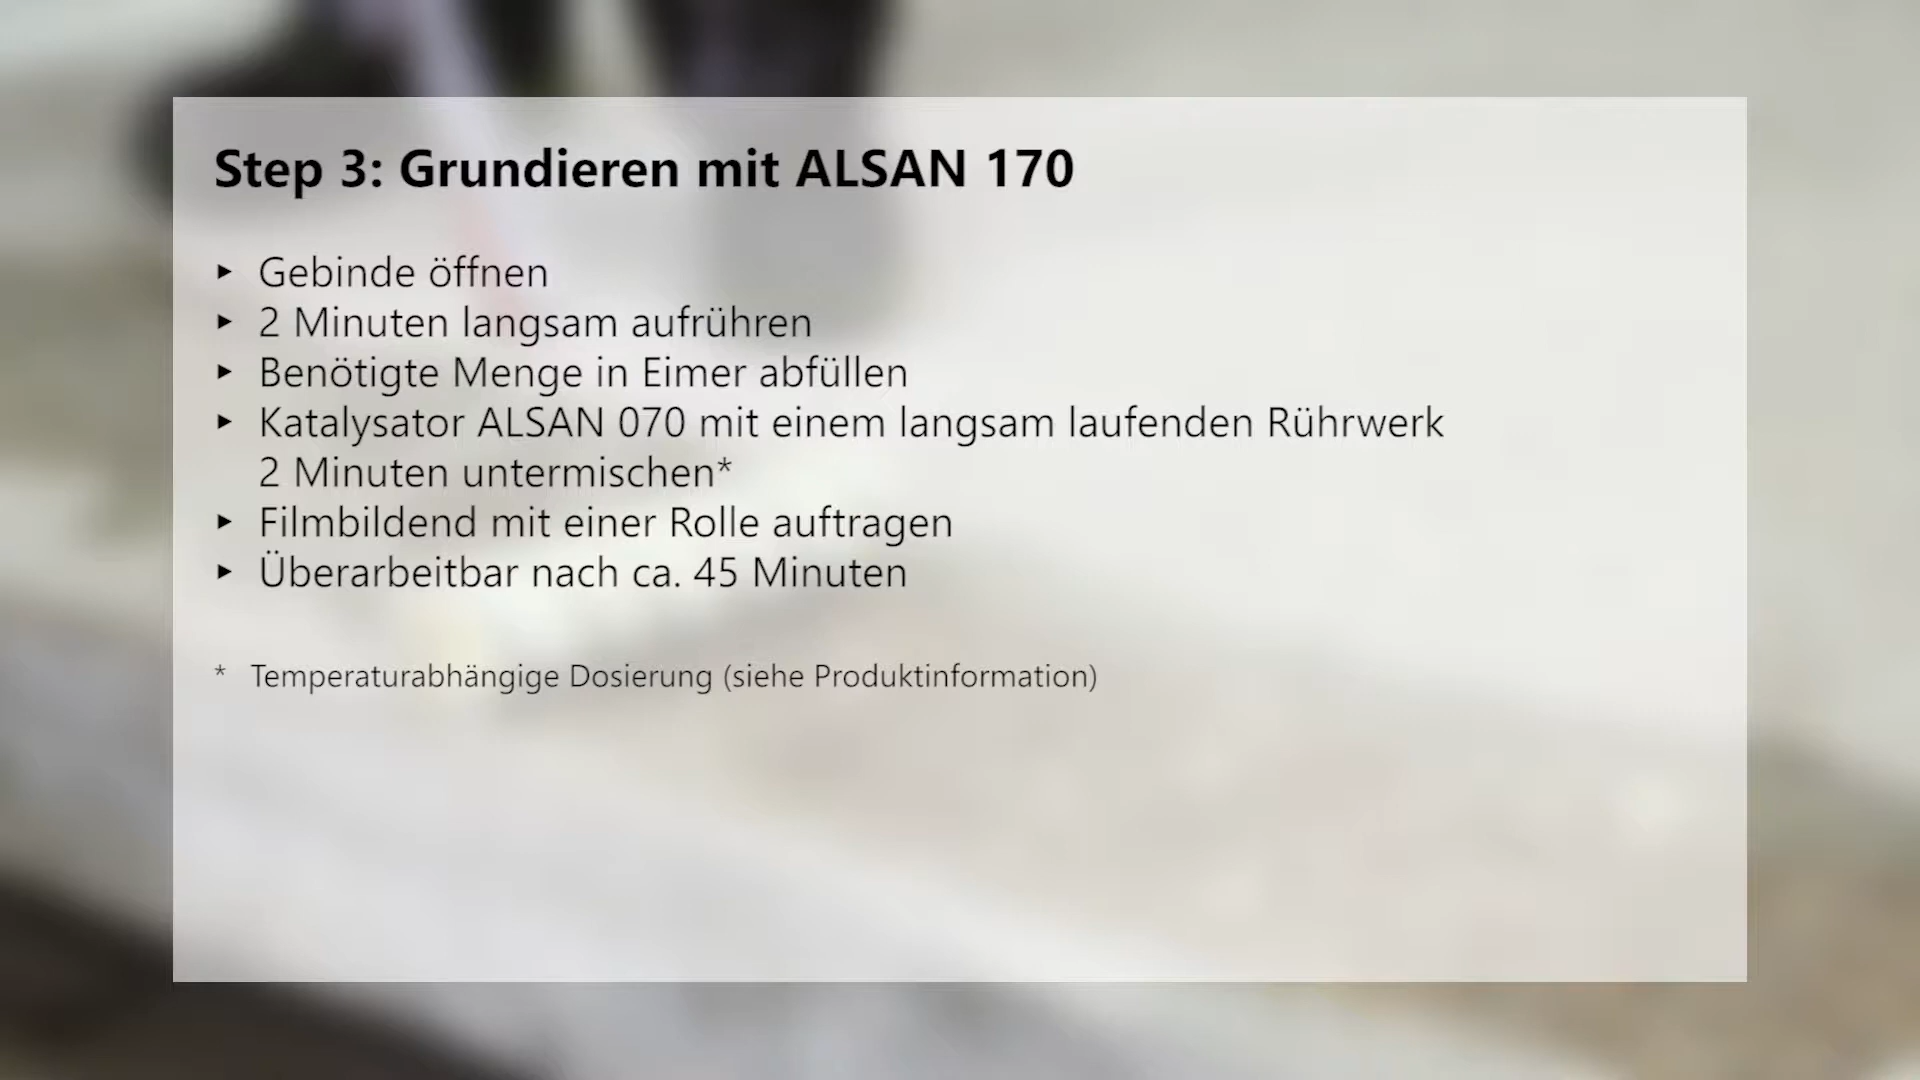 Step 3: Grundieren mit ALSAN 170
▸ Gebinde öffnen
▸ 2 Minuten langsam aufrühren
▸ Benötigte Menge in Eimer abfüllen
▸ Katalysator ALSAN 070 mit einem langsam laufenden Rührwerk
2 Minuten untermischen*
▸ Filmbildend mit einer Rolle auftragen
▸ Überarbeitbar nach ca. 45 Minuten
* Temperaturabhängige Dosierung (siehe Produktinformation)